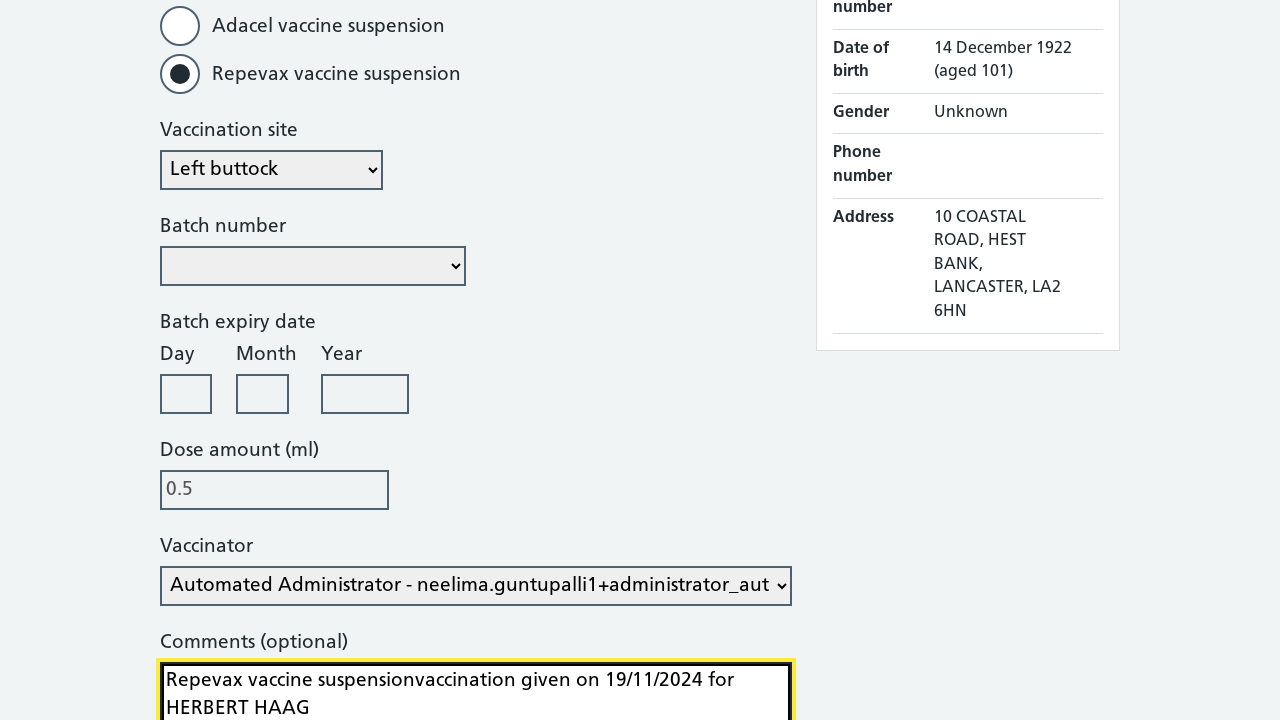 Adacel vaccine suspension
Repevax vaccine suspension
Vaccination site
Left buttock
Batch number
Batch expiry date
Day Month Year
Dose amount (ml)
0.5
Vaccinator
Automated Administrator - neelima.guntupalli1+administrator_aut
Comments (optional)
Repevax vaccine suspensionvaccination given on 19/11/2024 for
HERBERT HAAG
number
Date of birth
14 December 1922
(aged 101)
Gender Unknown
Phone
number
Address
10 COASTAL
ROAD, HEST
BANK,
LANCASTER, LA2
6HN